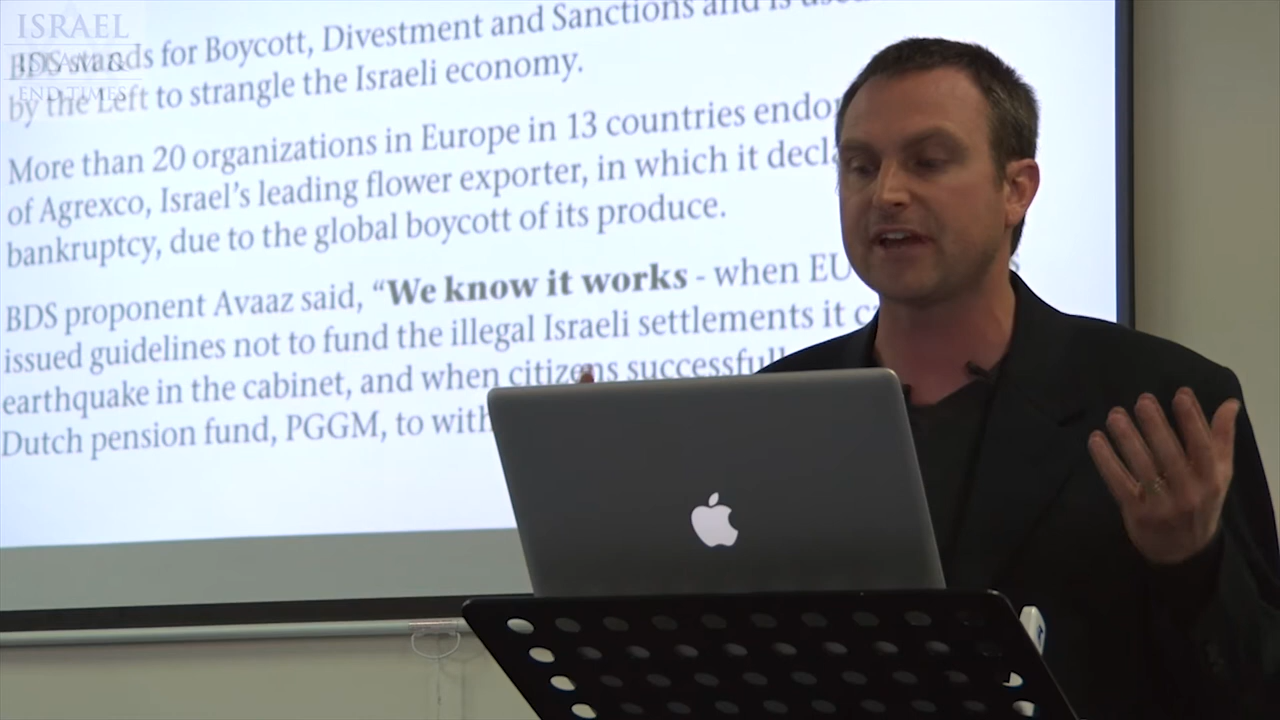 ISRAEL
ISLAM &
END TIMES
BDS stands for Boycott, Divestment and Sanctions and is used
by the Left to strangle the Israeli economy.
More than 20 organizations in Europe in 13 countries
of Agrexco, Israel's leading flower exporter, in which it
bankruptcy, due to the global boycott of its produce.
BDS proponent Avaaz said, “We know it works - when EU
issued guidelines not to fund the illegal Israeli settlements it
earthquake in the cabinet, and when citizens
Dutch pension fund, PGGM, to